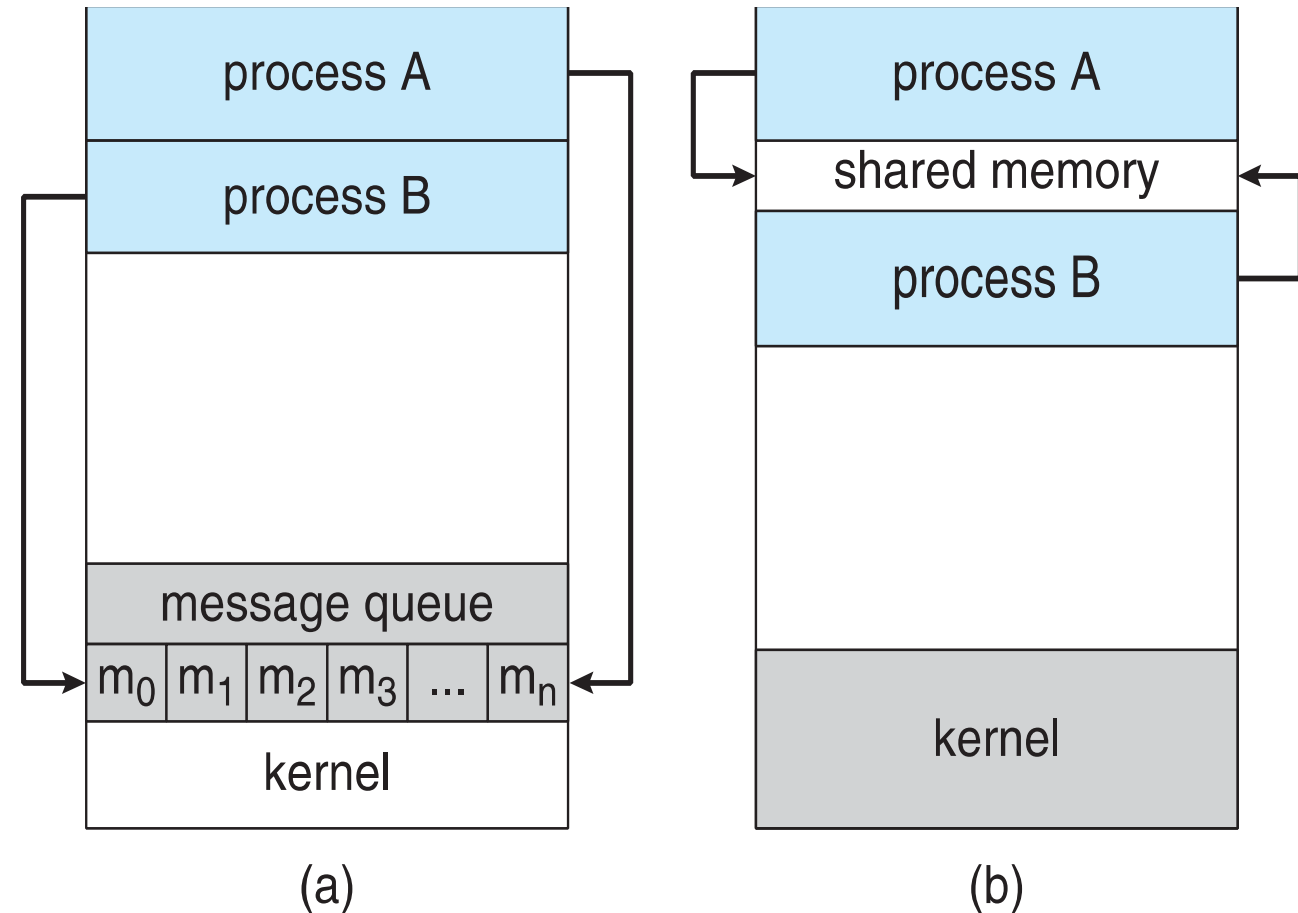 process A
process B
message queue
m0 m1 m2 m3 ... mn
kernel
(a)
process A
shared memory
process B
kernel
(b)